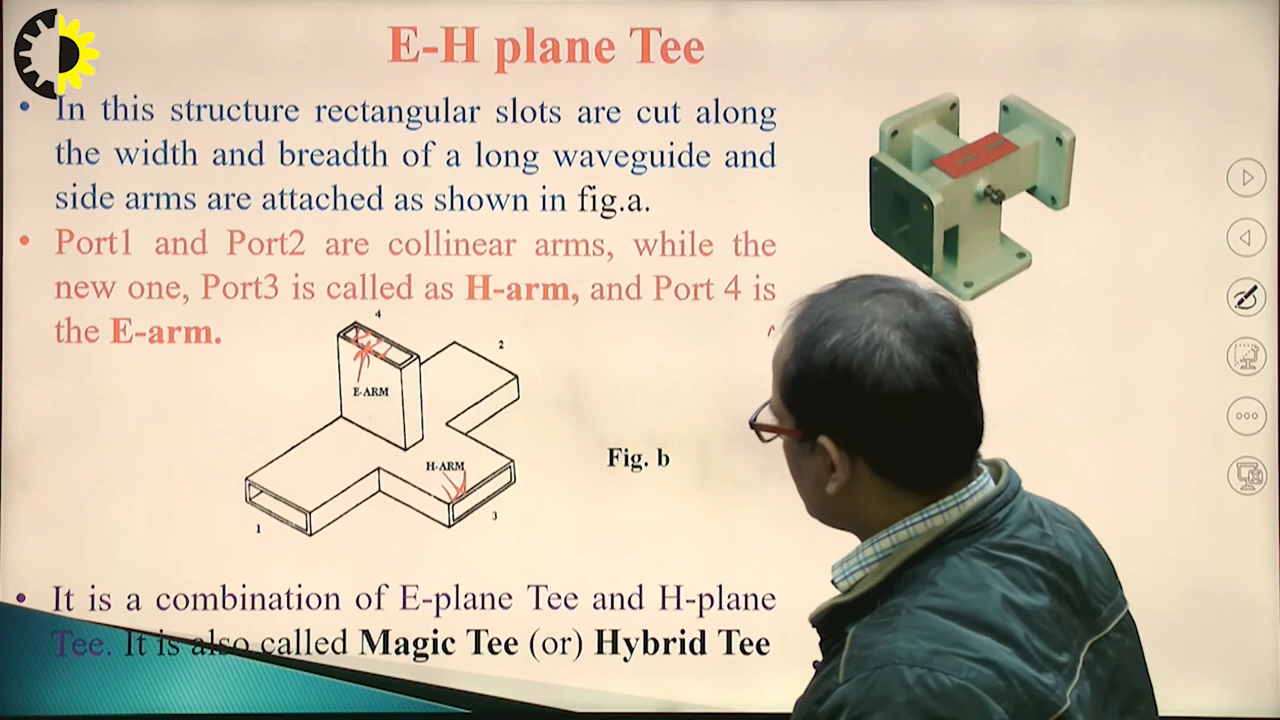 E-H plane Tee
• In this structure rectangular slots are cut along
the width and breadth of a long waveguide and
side arms are attached as shown in fig.a.
• Port1 and Port2 are collinear arms, while the
new one, Port3 is called as H-arm, and Port 4 is
the E-arm.
4
2
E-ARM
H-ARM
Fig. b
3
1
• It is a combination of E-plane Tee and H-plane
Tee. It is also called Magic Tee (or) Hybrid Tee